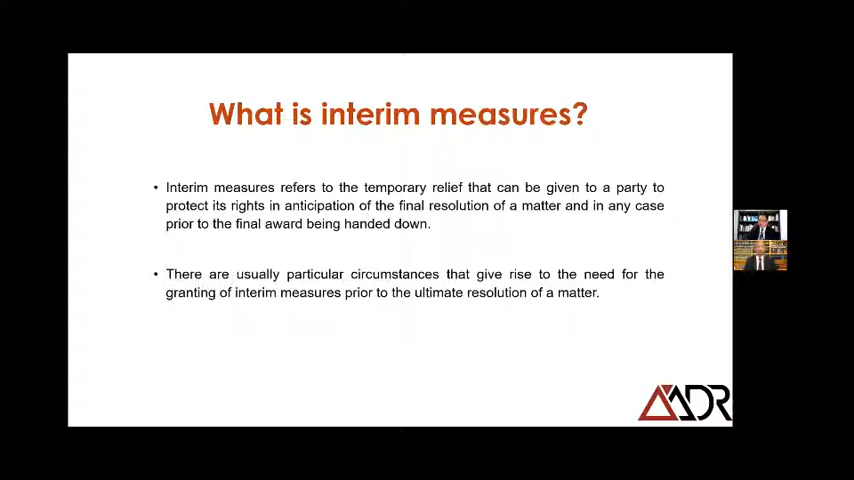 What is interim measures?
• Interim measures refers to the temporary relief that can be given to a party to
protect its rights in anticipation of the final resolution of a matter and in any case
prior to the final award being handed down.
• There are usually particular circumstances that give rise to the need for the
granting of interim measures prior to the ultimate resolution of a matter.
AADR